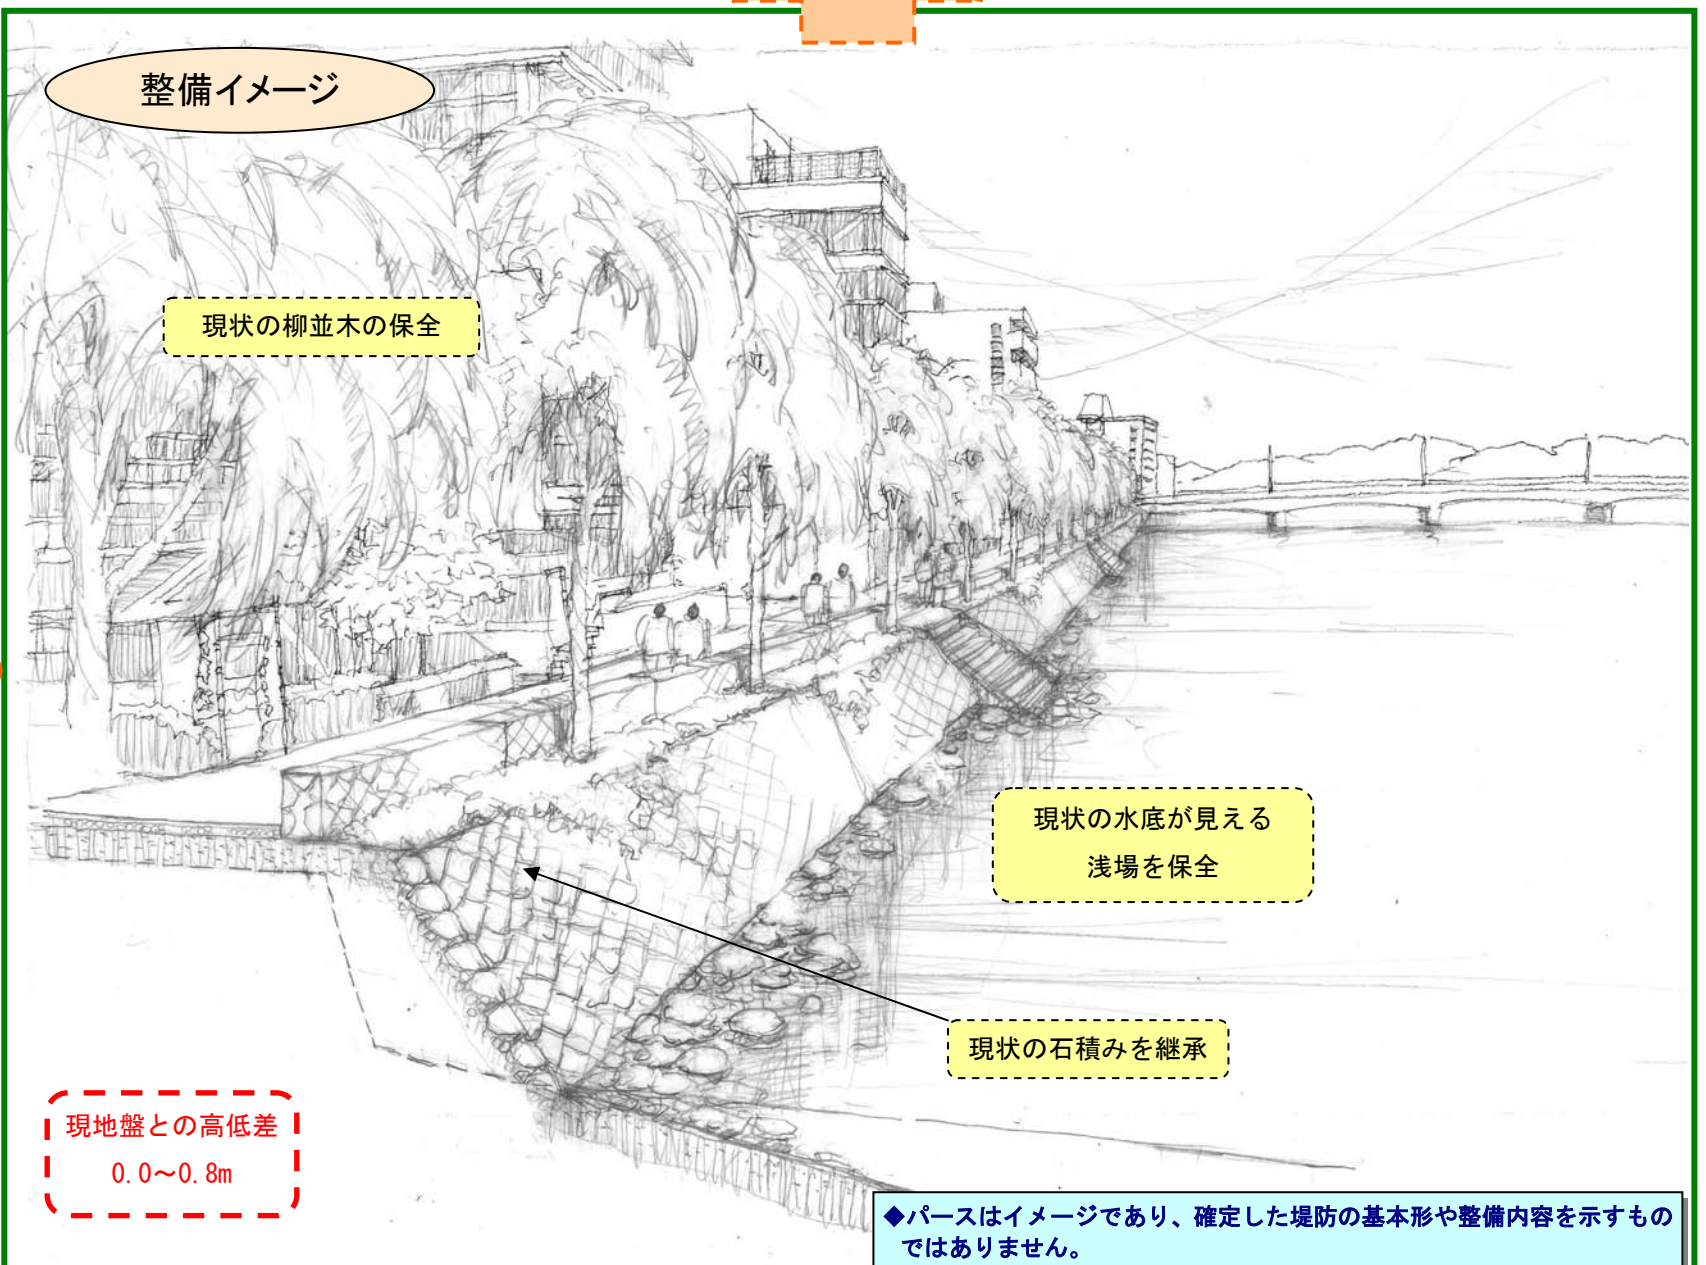 整備イメージ
現状の柳並木の保全
現状の水底が見える
浅場を保全
現状の石積みを継承
現地盤との高低差
0.0～0.8m
◆パースはイメージであり、確定した堤防の基本形や整備内容を示すもの
ではありません。